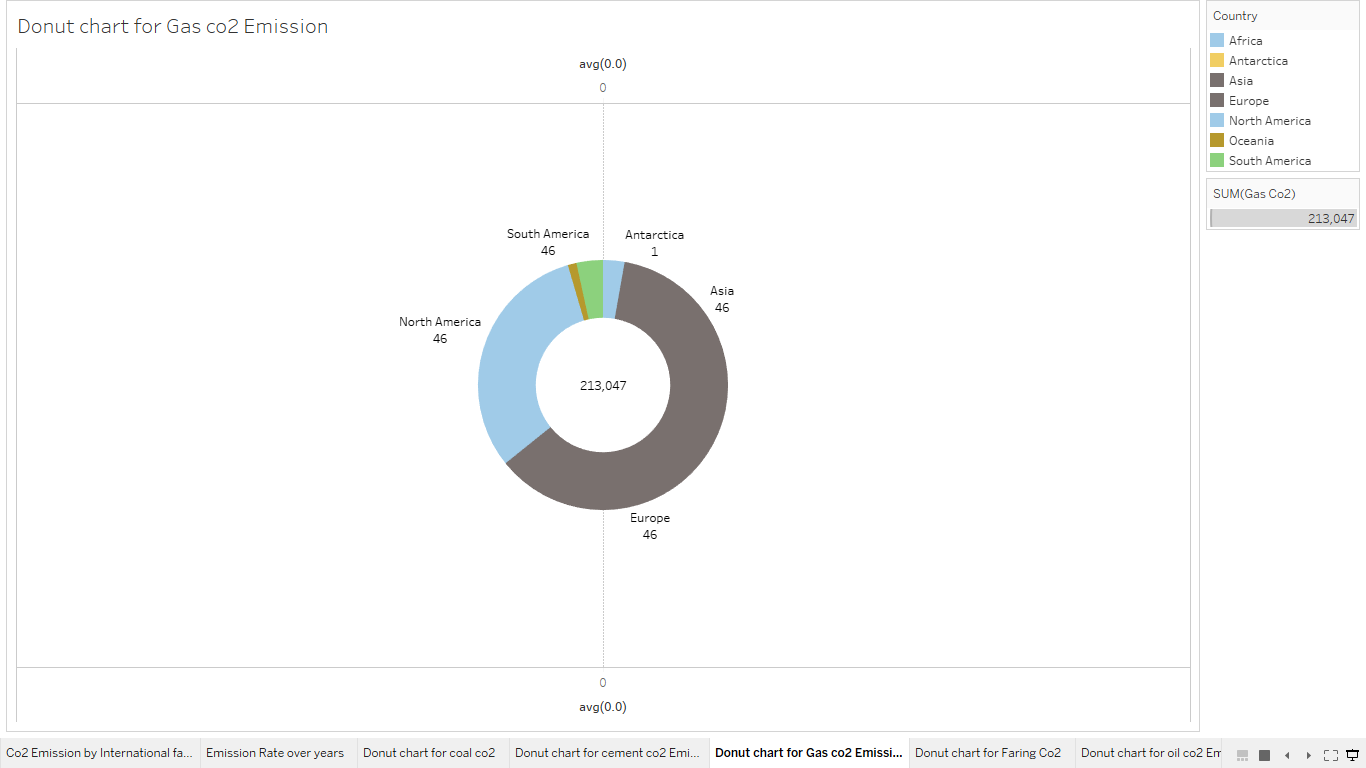 Donut chart for Gas co2 Emission
avg(0.0)
0
South America
46
Antarctica
1
Asia
46
North America
46
213,047
Europe
46
0
avg(0.0)
Country
Africa
Antarctica
Asia
Europe
North America
Oceania
South America
SUM(Gas Co2)
213,047
Co2 Emission by International fa...
Emission Rate over years
Donut chart for coal co2
Donut chart for cement co2 Emi...
Donut chart for Gas co2 Emissi...
Donut chart for Faring Co2
Donut chart for oil co2 Em